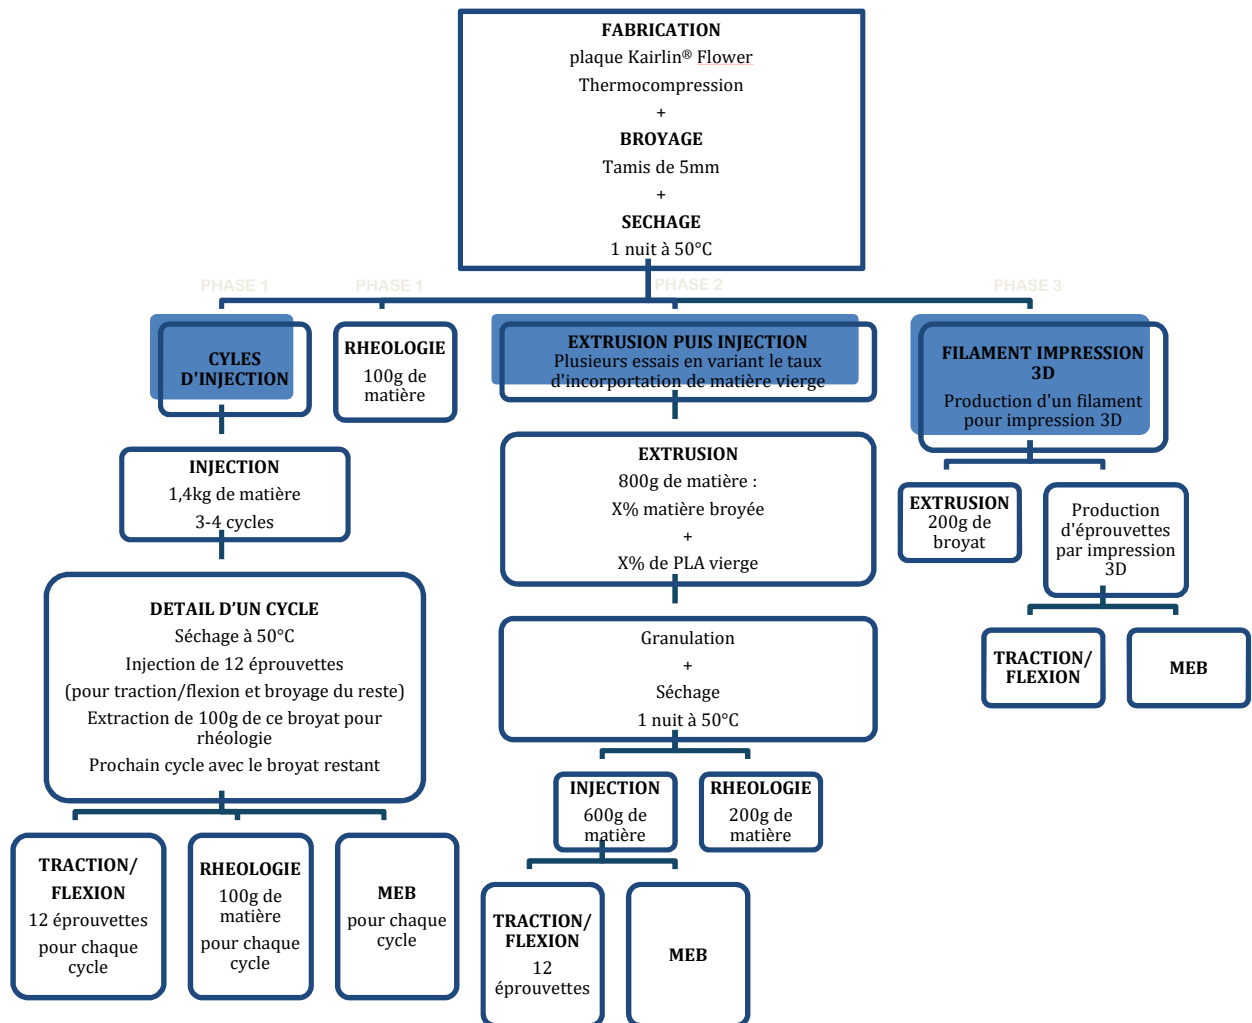 FABRICATION
plaque Kairlin® Flower
Thermocompression
+
BROYAGE
Tamis de 5mm
+
SECHAGE
1 nuit à 50°C
PHASE 1
PHASE 1
PHASE 2
PHASE 3
CYLES
D'INJECTION
RHEOLOGIE
100g de
matière
EXTRUSION PUIS INJECTION
Plusieurs essais en variant le taux
d'incorportation de matière vierge
FILAMENT IMPRESSION
3D
Production d'un filament
pour impression 3D
INJECTION
1,4kg de matière
3-4 cycles
EXTRUSION
800g de matière :
X% matière broyée
+
X% de PLA vierge
EXTRUSION
200g de
broyat
Production
d'éprouvettes
par impression
3D
DETAIL D’UN CYCLE
Séchage à 50°C
Injection de 12 éprouvettes
(pour traction/flexion et broyage du reste)
Extraction de 100g de ce broyat pour
rhéologie
Prochain cycle avec le broyat restant
Granulation
+
Séchage
1 nuit à 50°C
TRACTION/
FLEXION
MEB
INJECTION
600g de
matière
RHEOLOGIE
200g de
matière
TRACTION/
FLEXION
12 éprouvettes
pour chaque
cycle
RHEOLOGIE
100g de
matière
pour chaque
cycle
MEB
pour chaque
cycle
TRACTION/
FLEXION
12
éprouvettes
MEB